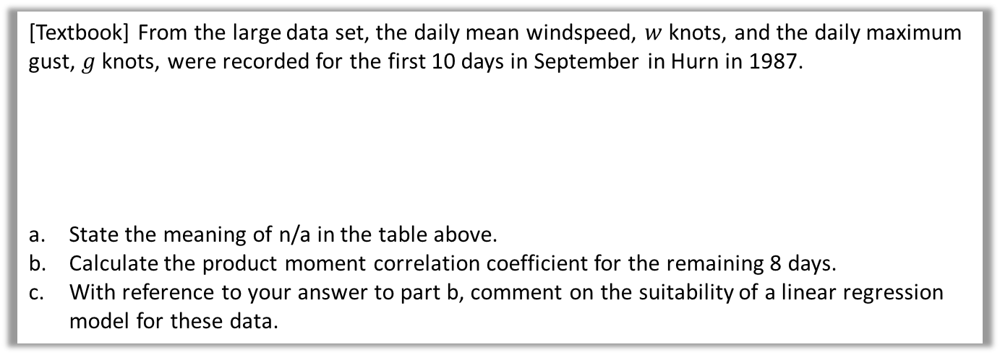 [Textbook] From the large data set, the daily mean windspeed, w knots, and the daily maximum
gust, g knots, were recorded for the first 10 days in September in Hurn in 1987.
a. State the meaning of n/a in the table above.
b. Calculate the product moment correlation coefficient for the remaining 8 days.
c. With reference to your answer to part b, comment on the suitability of a linear regression
model for these data.